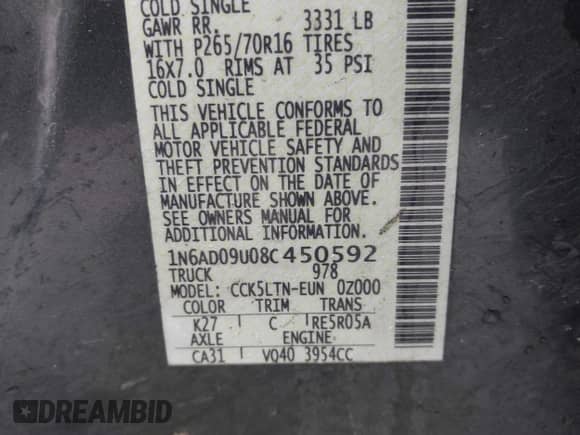 COLD SINGLE
GAWR RR. 3331 LB
WITH P265/70R16 TIRES
16X7.0 RIMS AT 35 PSI
COLD SINGLE
THIS VEHICLE CONFORMS TO
ALL APPLICABLE FEDERAL
MOTOR VEHICLE SAFETY AND
THEFT PREVENTION STANDARDS
IN EFFECT ON THE DATE OF
MANUFACTURE SHOWN ABOVE.
SEE OWNERS MANUAL FOR
ADDITIONAL INFORMATION.
1N6AD09U08C450592
TRUCK 978
MODEL: CCK5LTN-EUN 0Z000
COLOR TRIM TRANS
K27 C RE5R05A
AXLE ENGINE
CA31 VQ40 3954CC
DREAMBID